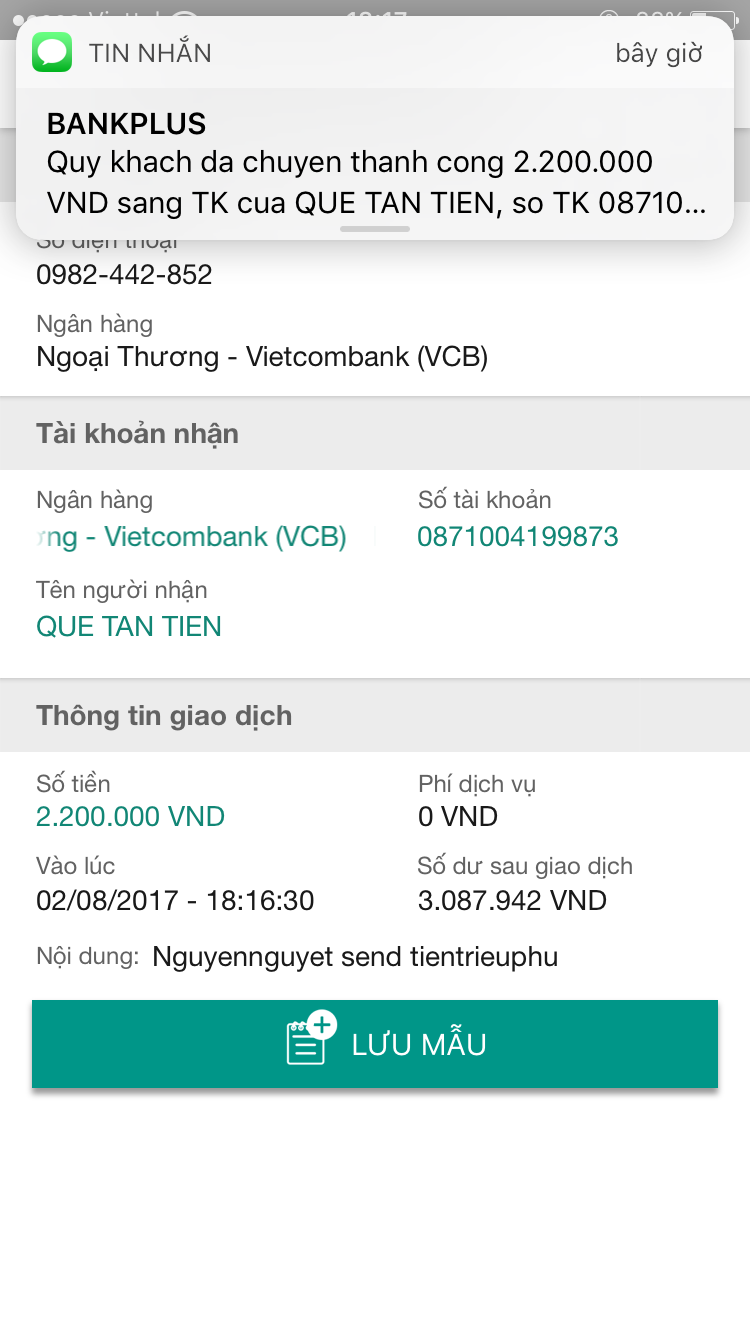 TIN NHẮN
bây giờ
BANKPLUS
Quy khach da chuyen thanh cong 2.200.000
VND sang TK cua QUE TAN TIEN, so TK 08710...
Số điện thoại
0982-442-852
Ngân hàng
Ngoại Thương - Vietcombank (VCB)
Tài khoản nhận
Ngân hàng
ơng - Vietcombank (VCB)
Số tài khoản
0871004199873
Tên người nhận
QUE TAN TIEN
Thông tin giao dịch
Số tiền
2.200.000 VND
Phí dịch vụ
0 VND
Vào lúc
02/08/2017 - 18:16:30
Số dư sau giao dịch
3.087.942 VND
Nội dung: Nguyennguyet send tientrieuphu
LƯU MẪU